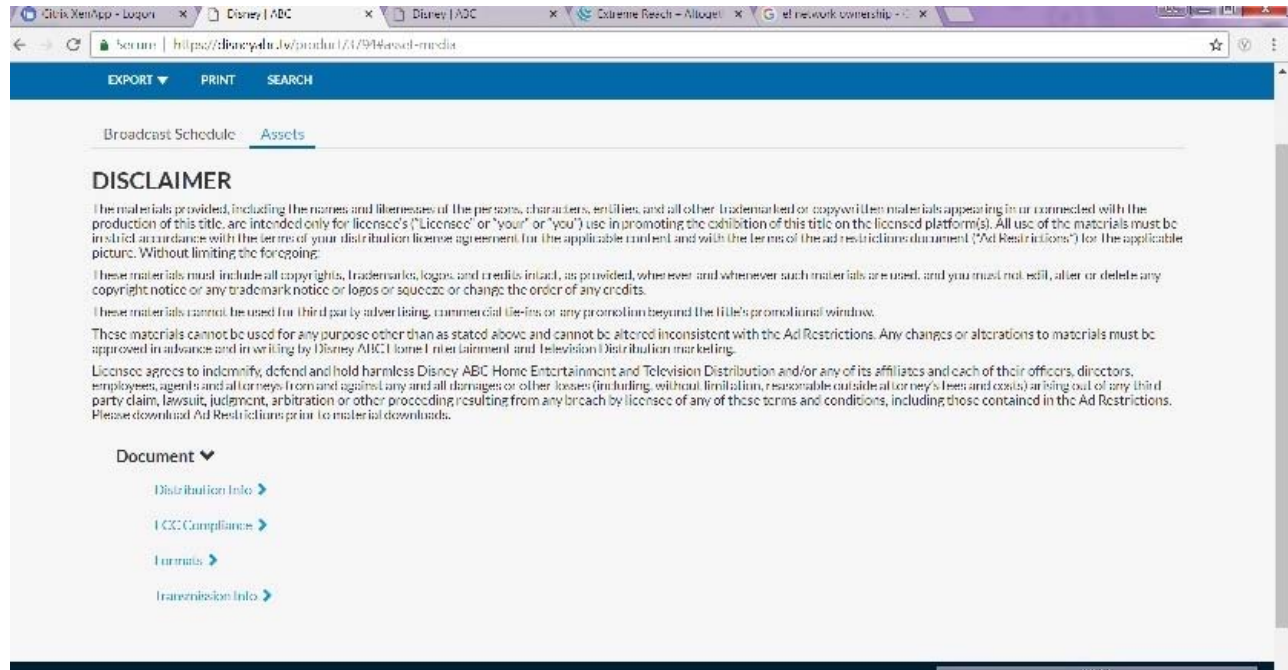 Citrix XenApp - Logon
Disney | ABC
Disney | ABC
Extreme Reach – Altoget
e! network ownership -
Secure | https://disneyabc.tv/product/3794#asset-media
EXPORT PRINT SEARCH
Broadcast Schedule Assets
DISCLAIMER
The materials provided, including the names and likenesses of the persons, characters, entities, and all other trademarked or copywritten materials appearing in or connected with the
production of this title, are intended only for licensee's ("Licensee" or "your" or "you") use in promoting the exhibition of this title on the licensed platform(s). All use of the materials must be
in strict accordance with the terms of your distribution license agreement for the applicable content and with the terms of the ad restrictions document ("Ad Restrictions") for the applicable
picture. Without limiting the foregoing:
These materials must include all copyrights, trademarks, logos, and credits intact, as provided, wherever and whenever such materials are used, and you must not edit, alter or delete any
copyright notice or any trademark notice or logos or squeeze or change the order of any credits.
These materials cannot be used for third party advertising, commercial tie-ins or any promotion beyond the title's promotional window.
These materials cannot be used for any purpose other than as stated above and cannot be altered inconsistent with the Ad Restrictions. Any changes or alterations to materials must be
approved in advance and in writing by Disney ABC Home Entertainment and Television Distribution marketing.
Licensee agrees to indemnify, defend and hold harmless Disney ABC Home Entertainment and Television Distribution and/or any of its affiliates and each of their officers, directors,
employees, agents and attorneys from and against any and all damages or other losses (including, without limitation, reasonable outside attorney's fees and costs) arising out of any third
party claim, lawsuit, judgment, arbitration or other proceeding resulting from any breach by licensee of any of these terms and conditions, including those contained in the Ad Restrictions.
Please download Ad Restrictions prior to material downloads.
Document
Distribution Info
FCC Compliance
Formats
Transmission Info